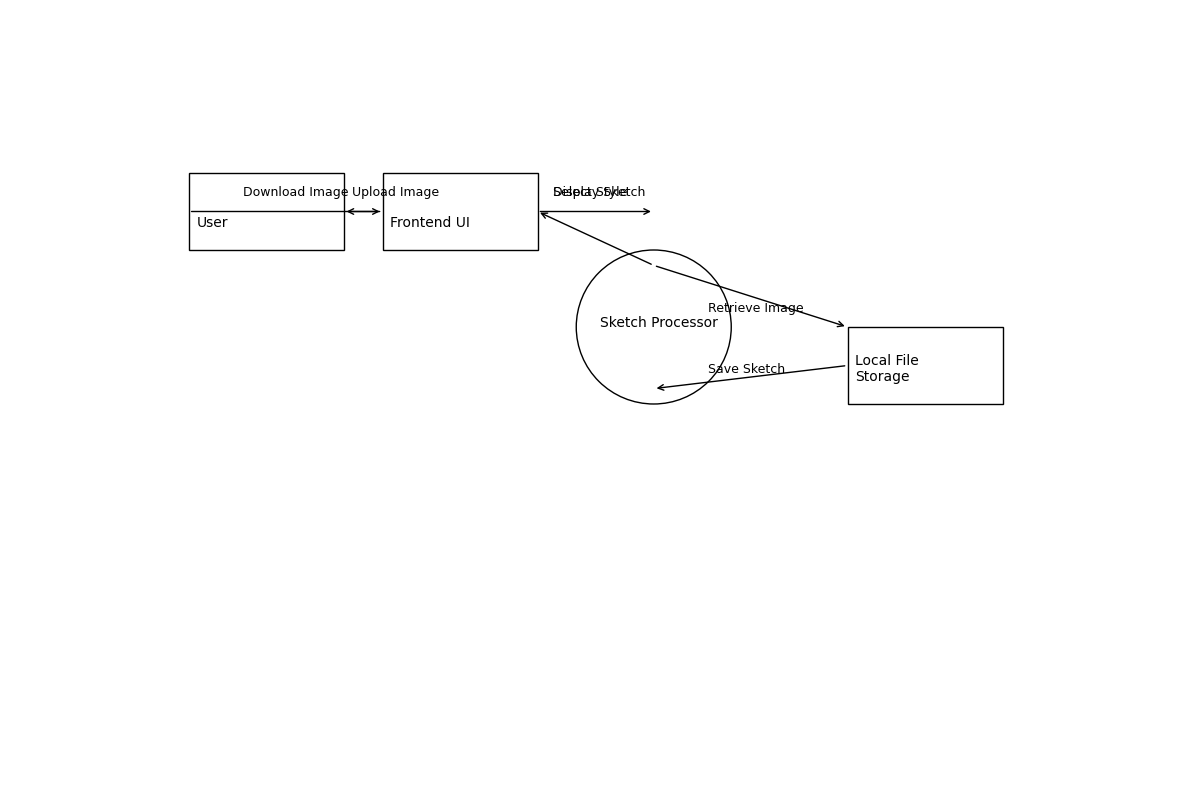 Download Image
Upload Image
Select Style
Display Sketch
User
Frontend UI
Retrieve Image
Sketch Processor
Save Sketch
Local File
Storage